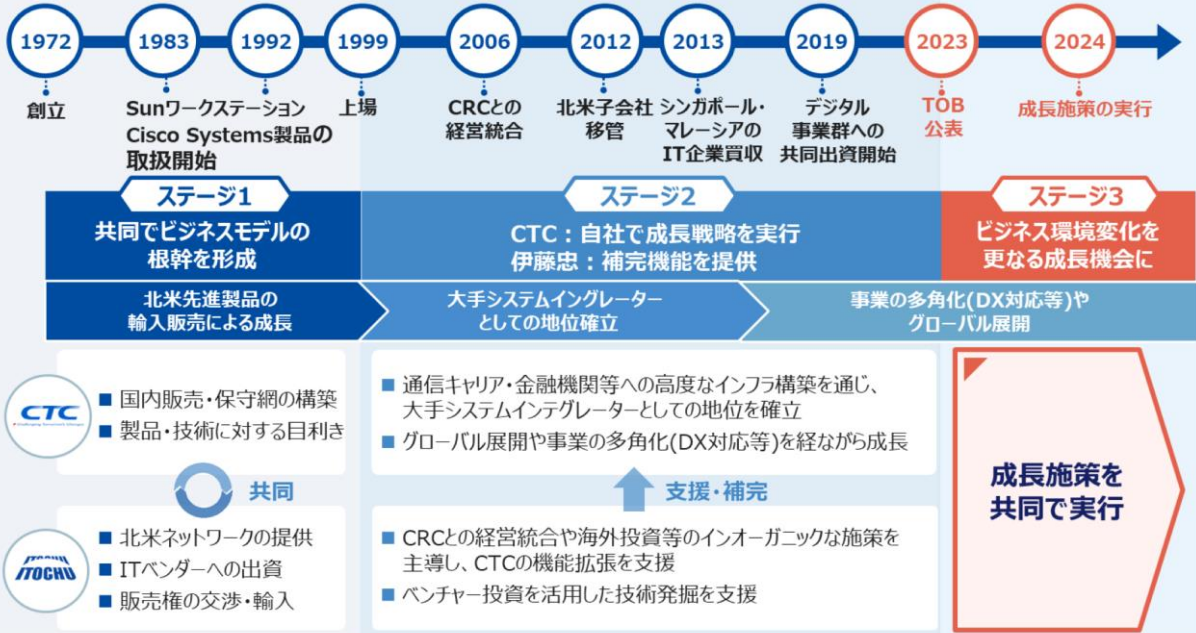 1972
1983
1992
1999
2006
2012
2013
2019
2023
2024
創立
Sunワークステーション
Cisco Systems製品の
取扱開始
上場
CRCとの
経営統合
北米子会社
移管
シンガポール・
マレーシアの
IT企業買収
デジタル
事業群への
共同出資開始
TOB
公表
成長施策の実行
ステージ1
共同でビジネスモデルの
根幹を形成
ステージ2
CTC：自社で成長戦略を実行
伊藤忠：補完機能を提供
ステージ3
ビジネス環境変化を
更なる成長機会に
北米先進製品の
輸入販売による成長
大手システムイングレーター
としての地位確立
事業の多角化(DX対応等)や
グローバル展開
CTC
■ 国内販売・保守網の構築
■ 製品・技術に対する目利き
■ 通信キャリア・金融機関等への高度なインフラ構築を通じ、
大手システムインテグレーターとしての地位を確立
■ グローバル展開や事業の多角化(DX対応等)を経ながら成長
共同
支援・補完
ITOCHU
■ 北米ネットワークの提供
■ ITベンダーへの出資
■ 販売権の交渉・輸入
■ CRCとの経営統合や海外投資等のインオーガニックな施策を
主導し、CTCの機能拡張を支援
■ ベンチャー投資を活用した技術発掘を支援
成長施策を
共同で実行